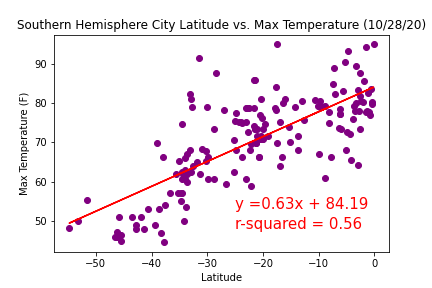 Southern Hemisphere City Latitude vs. Max Temperature (10/28/20)
Max Temperature (F)
90
80
70
60
50
y =0.63x + 84.19
r-squared = 0.56
−50
−40
−30
−20
−10
0
Latitude